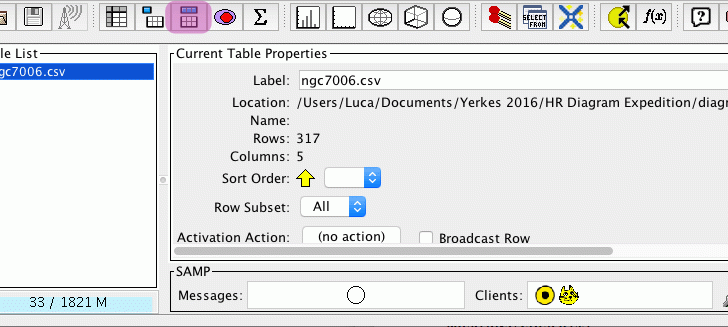 Σ
SELECT FROM
f(x)
?
le List
Current Table Properties
gc7006.csv
Label: ngc7006.csv
Location: /Users/Luca/Documents/Yerkes 2016/HR Diagram Expedition/diagr
Name:
Rows: 317
Columns: 5
Sort Order:
Row Subset: All
Activation Action: (no action) Broadcast Row
SAMP
Messages: Clients:
33 / 1821 M